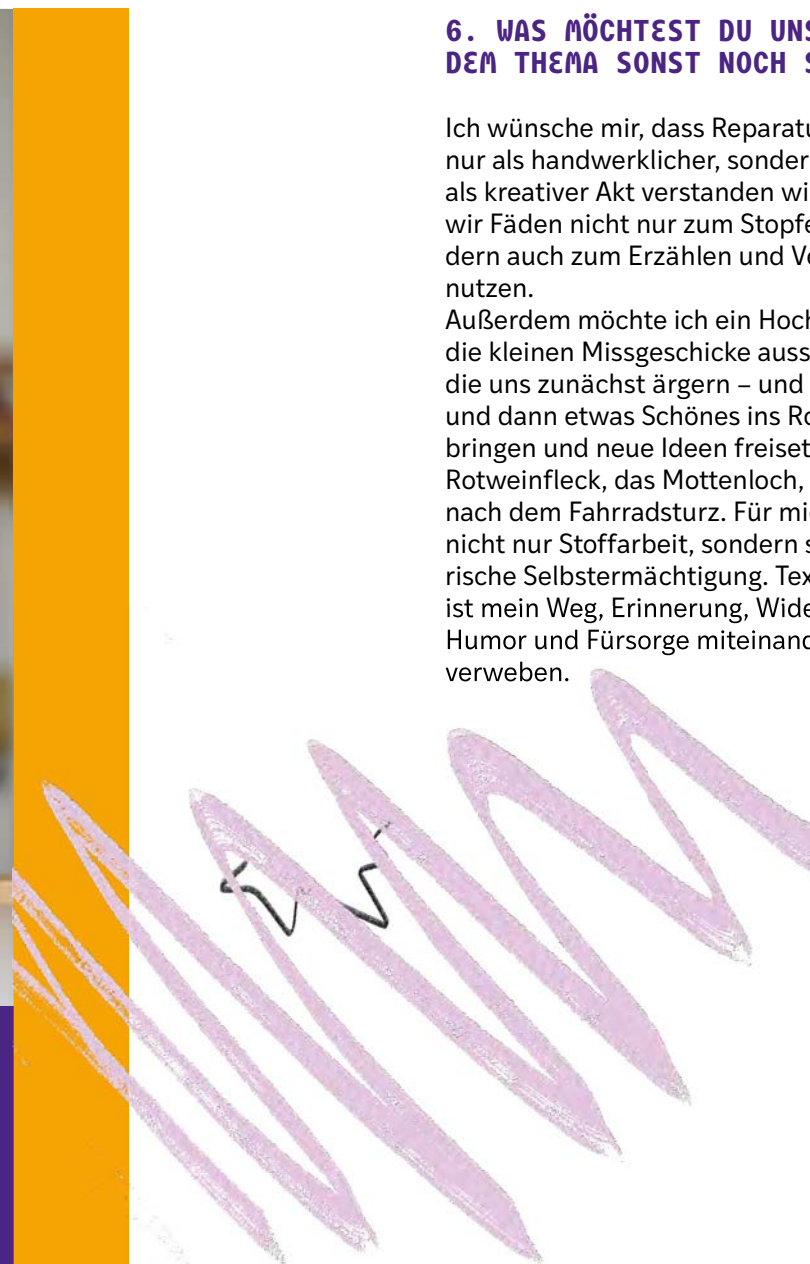 6. WAS MÖCHTEST DU UNS
DEM THEMA SONST NOCH S
Ich wünsche mir, dass Reparatu
nur als handwerklicher, sonder
als kreativer Akt verstanden wi
wir Fäden nicht nur zum Stopfe
dern auch zum Erzählen und Ve
nutzen.
Außerdem möchte ich ein Hoch
die kleinen Missgeschicke auss
die uns zunächst ärgern – und
und dann etwas Schönes ins Ro
bringen und neue Ideen freiset
Rotweinfleck, das Mottenloch,
nach dem Fahrradsturz. Für mi
nicht nur Stoffarbeit, sondern s
rische Selbstermächtigung. Tex
ist mein Weg, Erinnerung, Wide
Humor und Fürsorge miteinand
verweben.